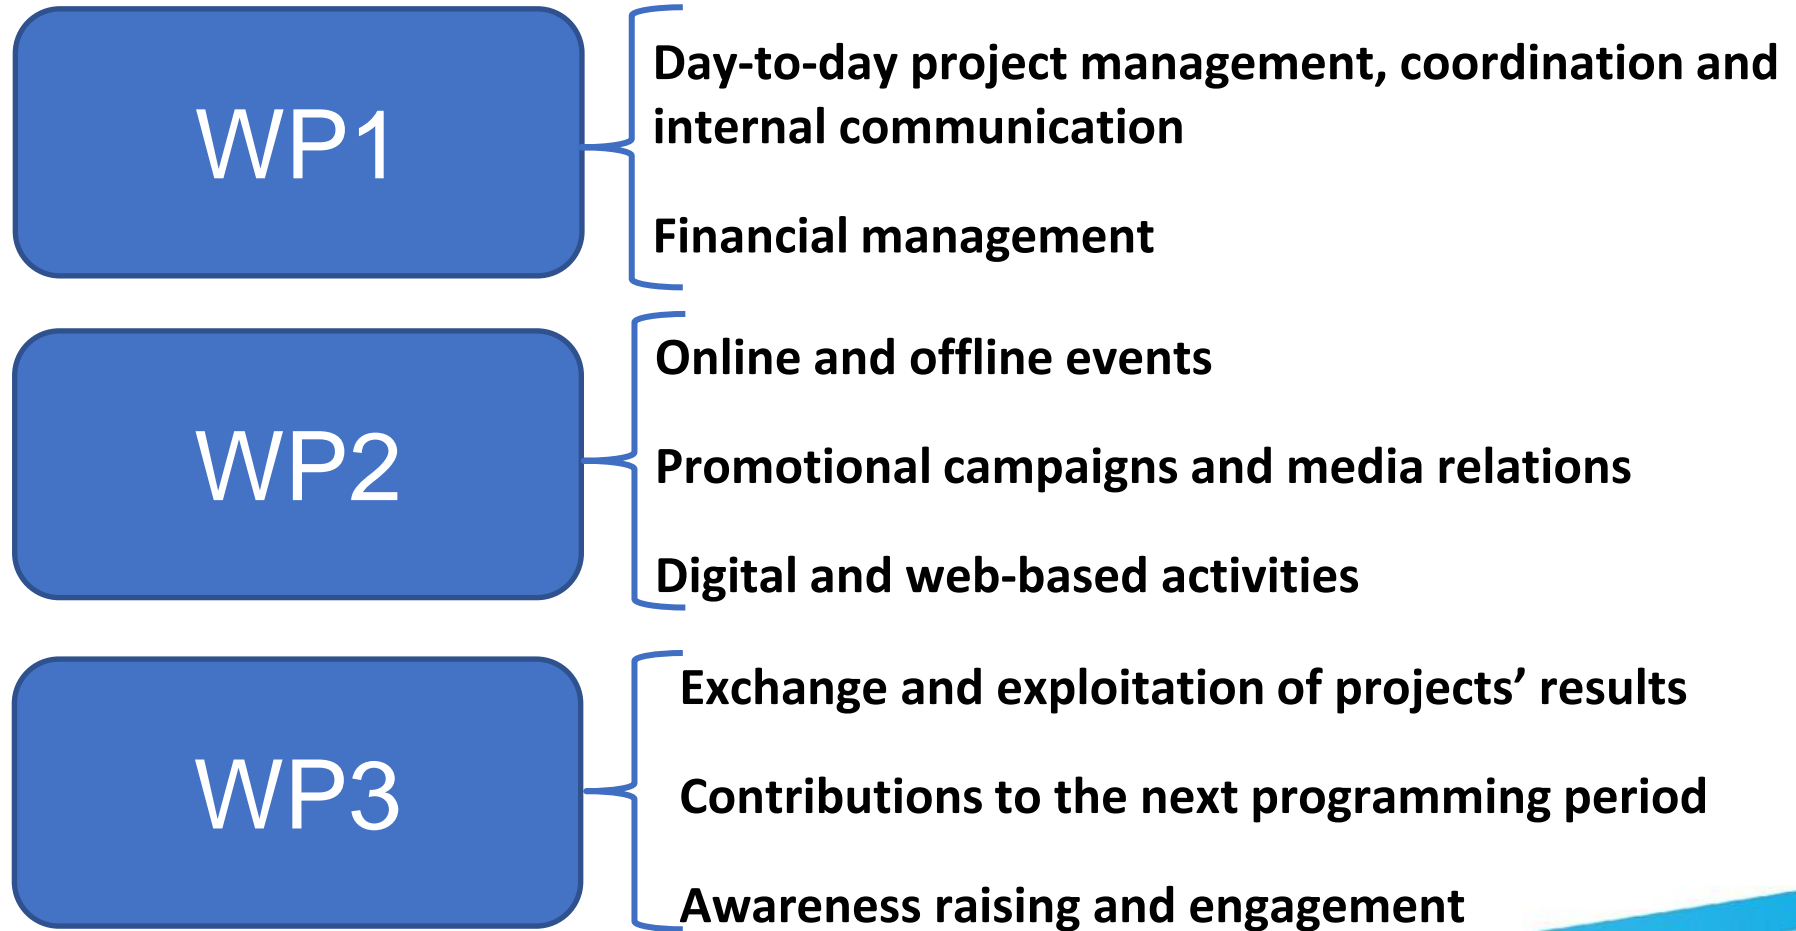 WP1
Day-to-day project management, coordination and
internal communication
Financial management
WP2
Online and offline events
Promotional campaigns and media relations
Digital and web-based activities
WP3
Exchange and exploitation of projects’ results
Contributions to the next programming period
Awareness raising and engagement